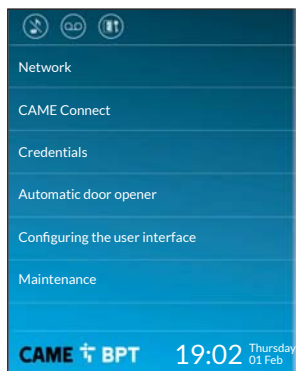 Network
CAME Connect
Credentials
Automatic door opener
Configuring the user interface
Maintenance
CAME BPT 19:02 Thursday
01 Feb